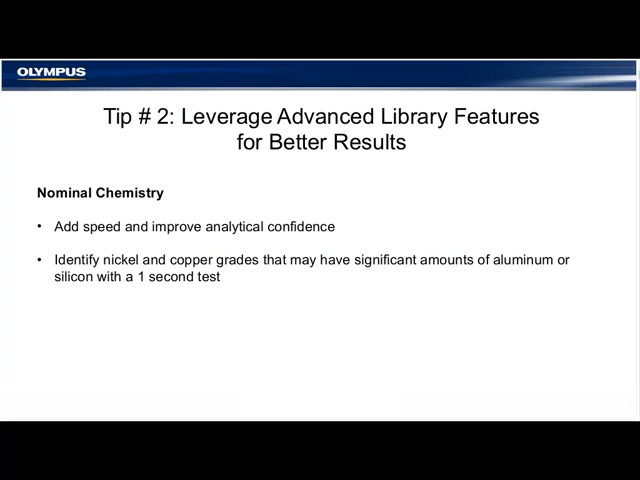 OLYMPUS
Tip # 2: Leverage Advanced Library Features
for Better Results
Nominal Chemistry
• Add speed and improve analytical confidence
• Identify nickel and copper grades that may have significant amounts of aluminum or
silicon with a 1 second test